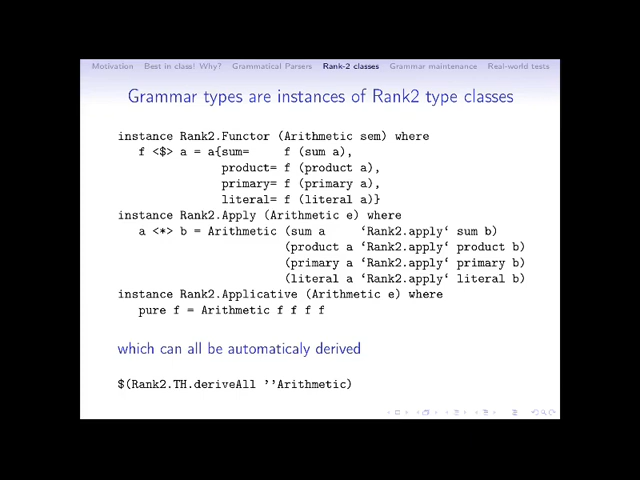 Motivation Best in class! Why? Grammatical Parsers Rank-2 classes Grammar maintenance Real-world tests
Grammar types are instances of Rank2 type classes
instance Rank2.Functor (Arithmetic sem) where
f <$> a = a{sum= f (sum a),
product= f (product a),
primary= f (primary a),
literal= f (literal a)}
instance Rank2.Apply (Arithmetic e) where
a <*> b = Arithmetic (sum a ‘Rank2.apply‘ sum b)
(product a ‘Rank2.apply‘ product b)
(primary a ‘Rank2.apply‘ primary b)
(literal a ‘Rank2.apply‘ literal b)
instance Rank2.Applicative (Arithmetic e) where
pure f = Arithmetic f f f f
which can all be automaticaly derived
$(Rank2.TH.deriveAll ’’Arithmetic)